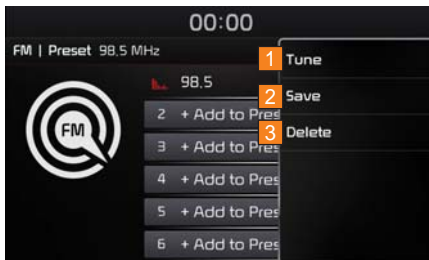 00:00
FM | Preset 98.5 MHz
98.5
2 + Add to Pres
3 + Add to Pres
4 + Add to Pres
5 + Add to Pres
6 + Add to Pres
FM
1 Tune
2 Save
3 Delete